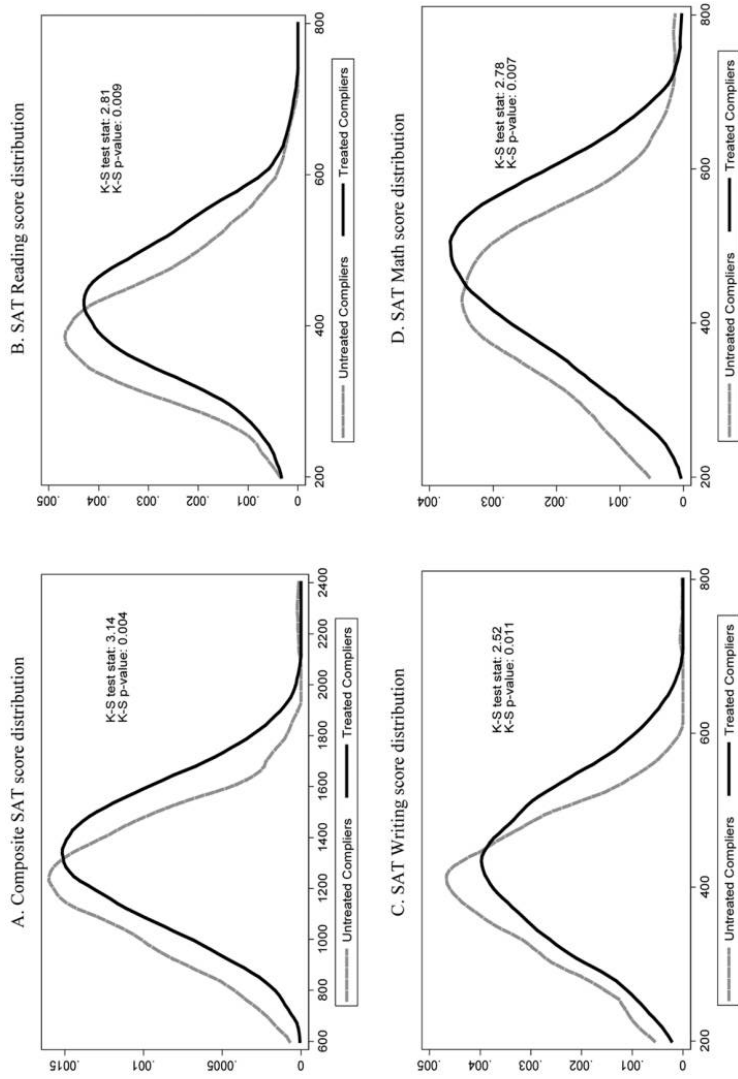 A. Composite SAT score distribution
.0015
.001
.0005
0
K-S test stat: 3.14
K-S p-value: 0.004
600 800 1000 1200 1400 1600 1800 2000 2200 2400
Untreated Compliers Treated Compliers
B. SAT Reading score distribution
.005
.004
.003
.002
.001
0
K-S test stat: 2.81
K-S p-value: 0.009
200 400 600 800
Untreated Compliers Treated Compliers
C. SAT Writing score distribution
.005
.004
.003
.002
.001
0
K-S test stat: 2.52
K-S p-value: 0.011
200 400 600 800
Untreated Compliers Treated Compliers
D. SAT Math score distribution
.004
.003
.002
.001
0
K-S test stat: 2.78
K-S p-value: 0.007
200 400 600 800
Untreated Compliers Treated Compliers